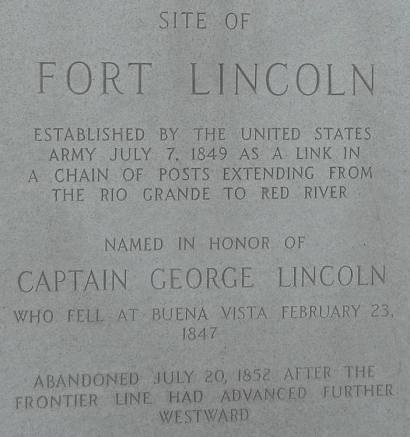 SITE OF
FORT LINCOLN
ESTABLISHED BY THE UNITED STATES
ARMY JULY 7, 1849 AS A LINK IN
A CHAIN OF POSTS EXTENDING FROM
THE RIO GRANDE TO RED RIVER
NAMED IN HONOR OF
CAPTAIN GEORGE LINCOLN
WHO FELL AT BUENA VISTA FEBRUARY 23,
1847
ABANDONED JULY 20, 1852 AFTER THE
FRONTIER LINE HAD ADVANCED FURTHER
WESTWARD